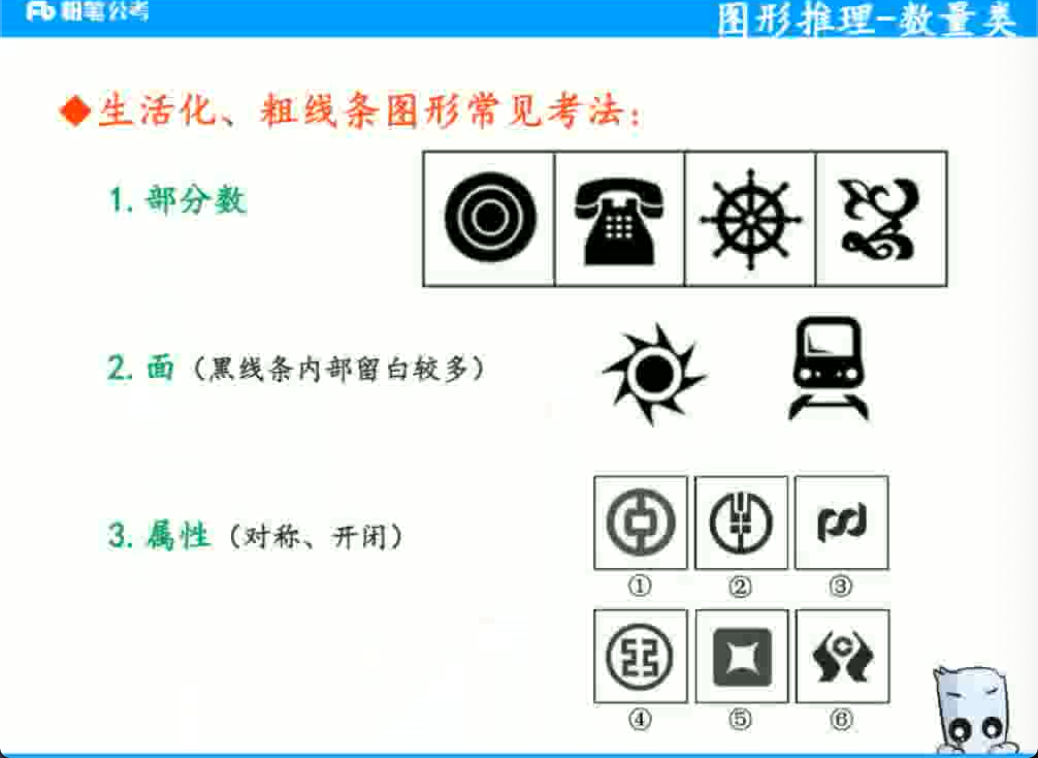 粉笔公考
图形推理-数量类
◆生活化、粗线条图形常见考法:
1. 部分数
2. 面（黑线条内部留白较多）
3. 属性（对称、开闭）
① ② ③
④ ⑤ ⑥